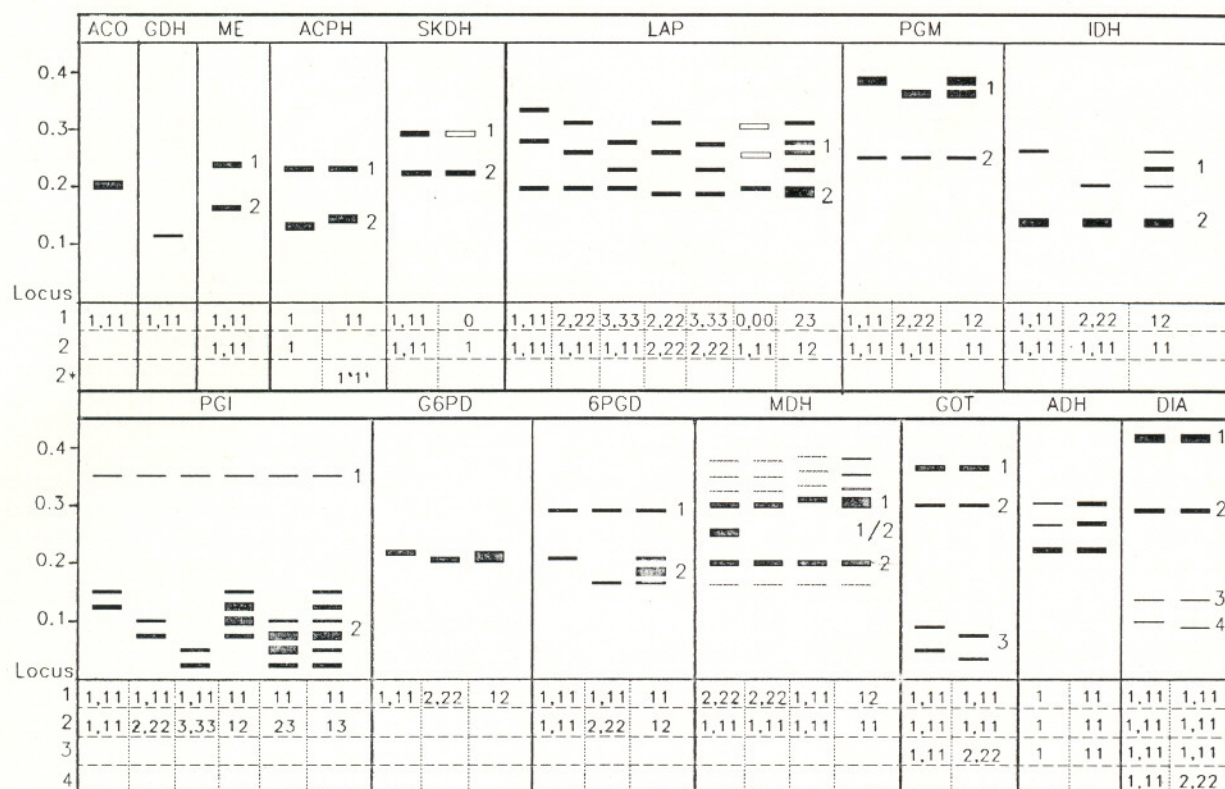 ACO GDH ME ACPH SKDH LAP PGM IDH
0.4
1
0.3
1 1
1 1 1
0.2
2 2
2
2 2 2
0.1
Locus
1 1,11 1,11 1,11 1 11 1,11 0 1,11 2,22 3,33 2,22 3,33 0,00 23 1,11 2,22 12 1,11 2,22 12
2 1,11 1 1,11 1 1,11 1,11 1,11 2,22 2,22 1,11 12 1,11 1,11 11 1,11 1,11 11
2* 1'1'
PGI G6PD 6PGD MDH GOT ADH DIA
0.4
1
1 1
0.3
1 1 2 2
1/2
0.2
2 2
0.1
2 3 3
4
Locus
1 1,11 1,11 1,11 11 11 11 1,11 2,22 12 1,11 1,11 11 2,22 2,22 1,11 12 1,11 1,11 1 11 1,11 1,11
2 1,11 2,22 3,33 12 23 13 1,11 2,22 12 1,11 1,11 1,11 11 1,11 1,11 1 11 1,11 1,11
3 1,11 2,22 1 11 1,11 1,11
4 1,11 2,22